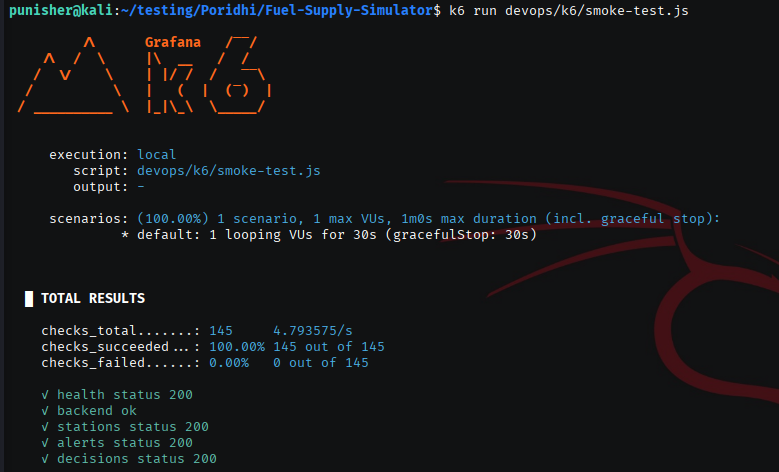 punisher@kali:~/testing/Poridhi/Fuel-Supply-Simulator$ k6 run devops/k6/smoke-test.js
Grafana
execution: local
script: devops/k6/smoke-test.js
output: -
scenarios: (100.00%) 1 scenario, 1 max VUs, 1m0s max duration (incl. graceful stop):
* default: 1 looping VUs for 30s (gracefulStop: 30s)
█ TOTAL RESULTS
checks_total.......: 145 4.793575/s
checks_succeeded...: 100.00% 145 out of 145
checks_failed......: 0.00% 0 out of 145
✓ health status 200
✓ backend ok
✓ stations status 200
✓ alerts status 200
✓ decisions status 200